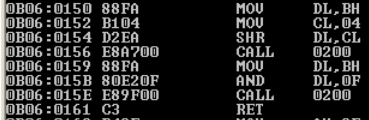 0B06:0150 88FA MOV DL,BH
0B06:0152 B104 MOV CL,04
0B06:0154 D2EA SHR DL,CL
0B06:0156 E8A700 CALL 0200
0B06:0159 88FA MOV DL,BH
0B06:015B 80E20F AND DL,0F
0B06:015E E89F00 CALL 0200
0B06:0161 C3 RET